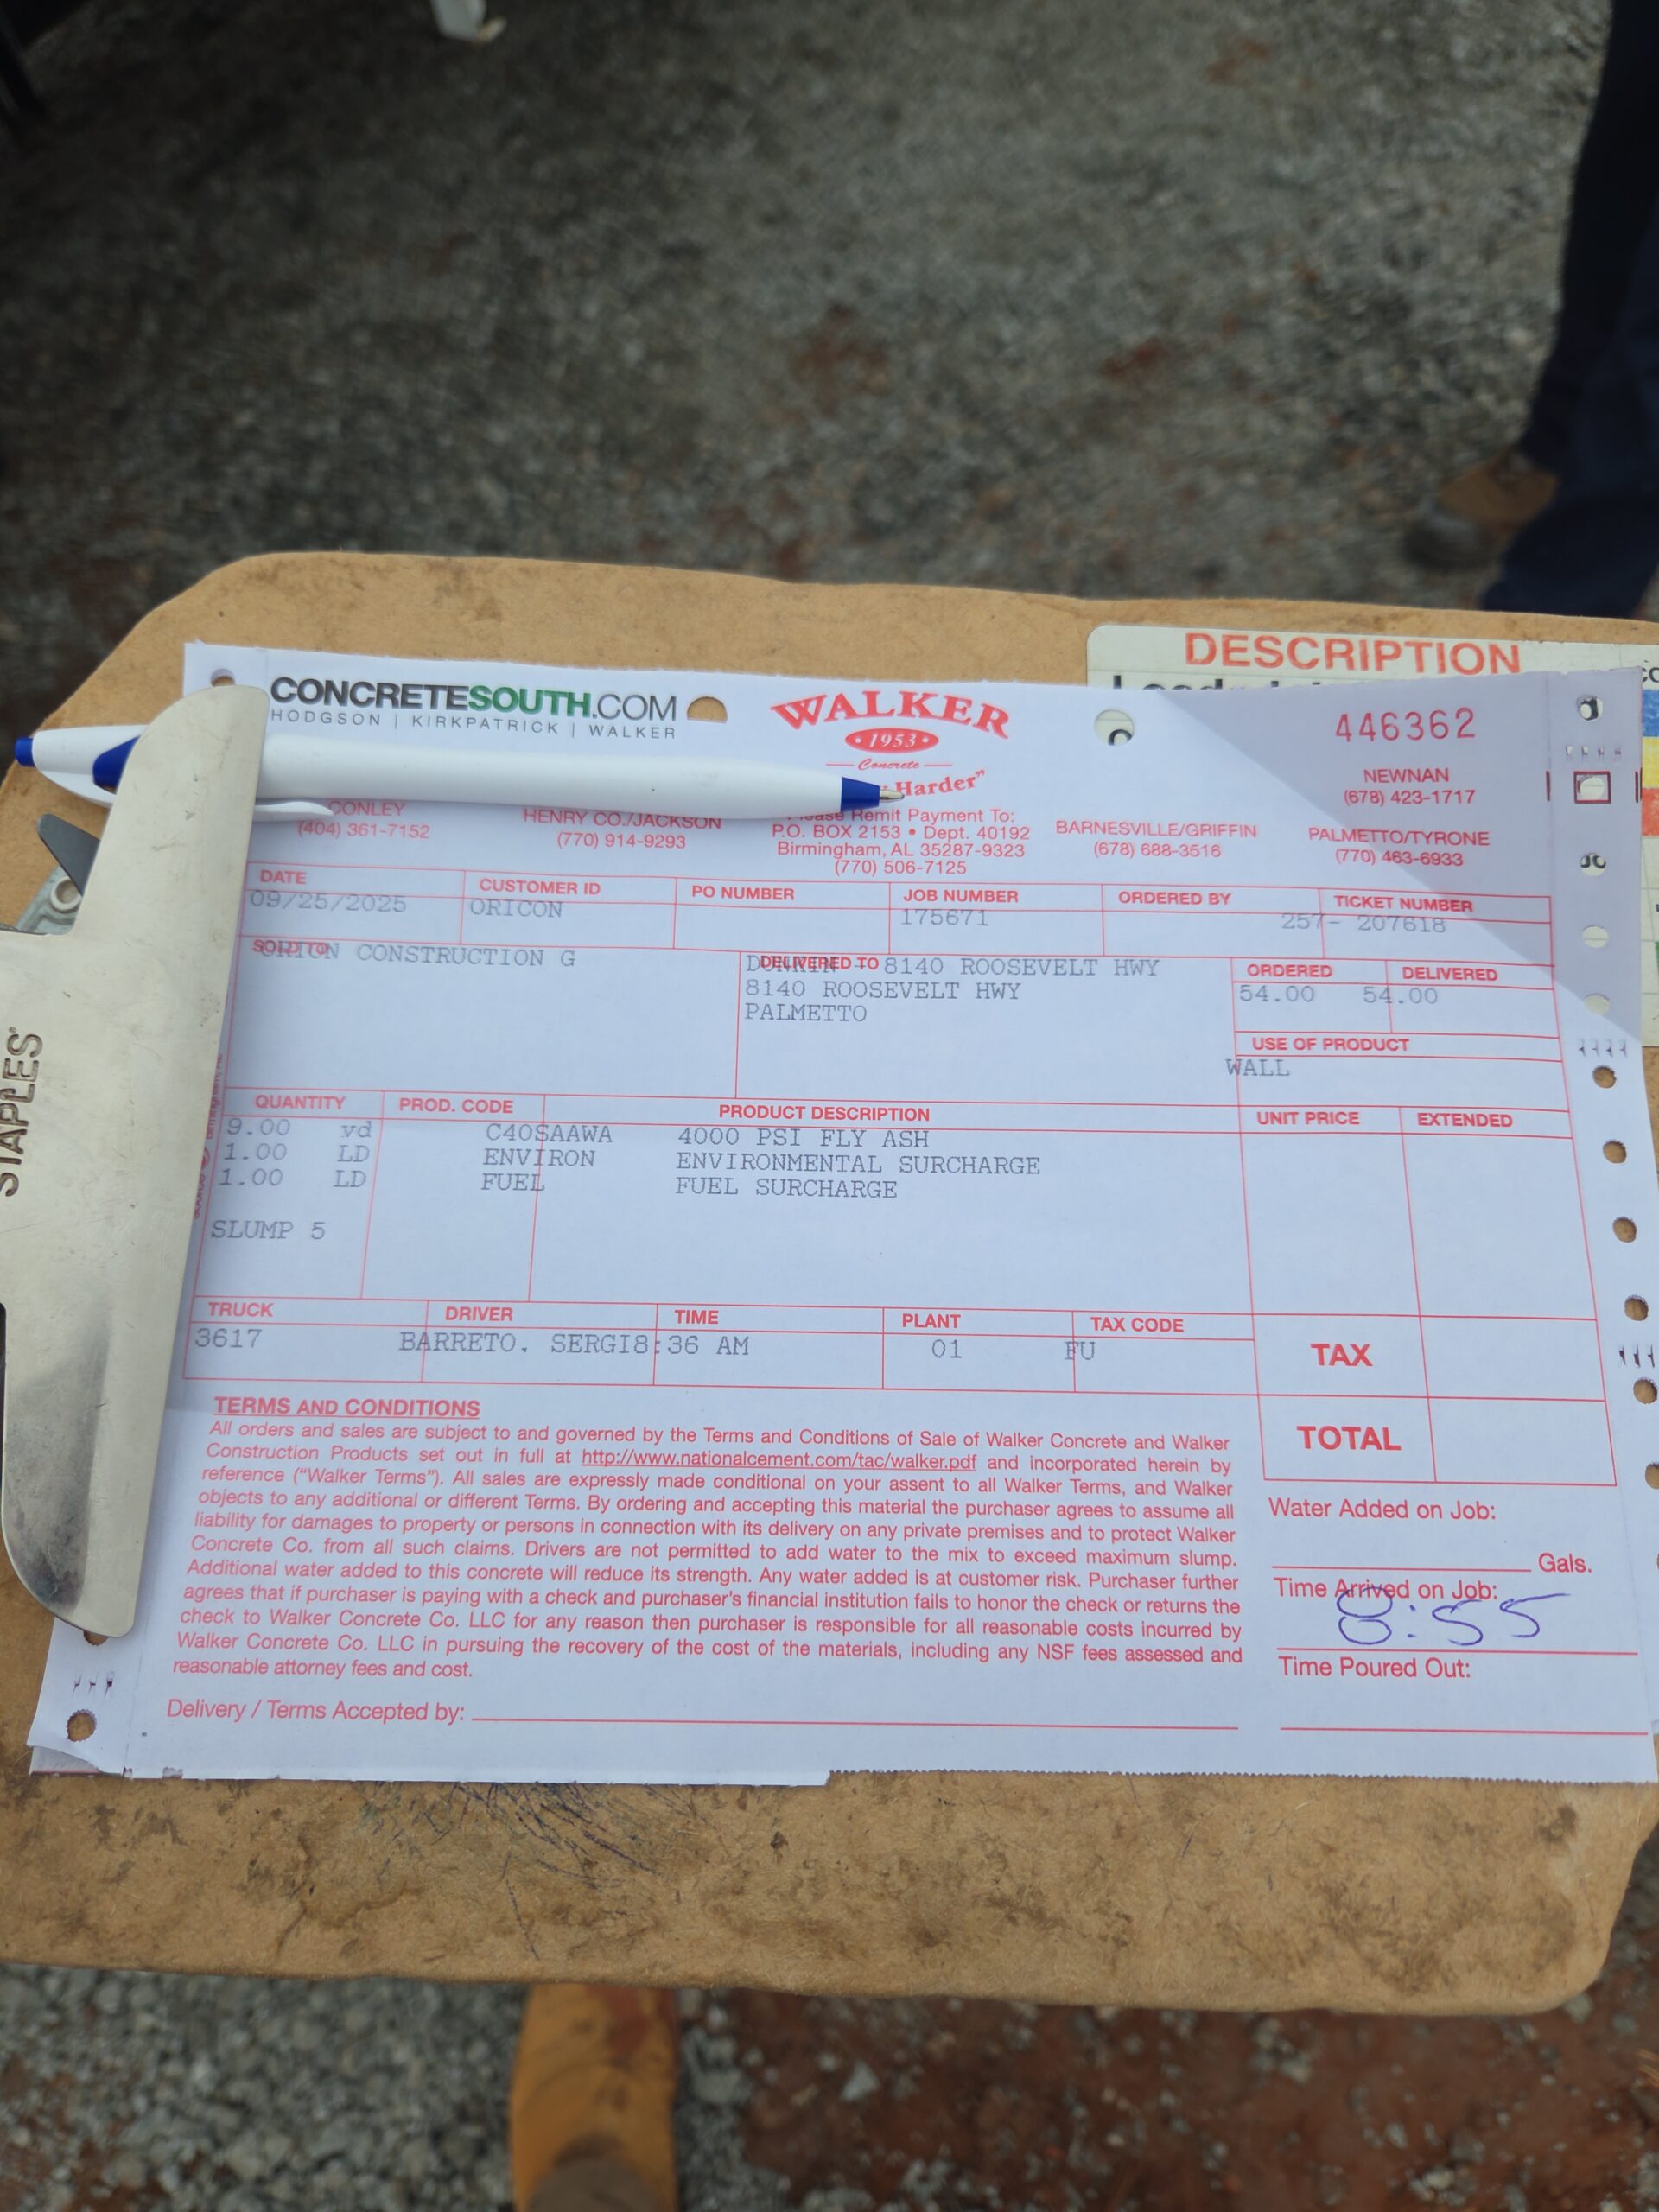 DESCRIPTION
CONCRETESOUTH.COM
HODGSON | KIRKPATRICK | WALKER
WALKER
•1953•
Concrete
Harder"
446362
NEWNAN
(678) 423-1717
CONLEY
(404) 361-7152
HENRY CO./JACKSON
(770) 914-9293
Remit Payment To:
P.O. BOX 2153 • Dept. 40192
Birmingham, AL 35287-9323
(770) 506-7125
BARNESVILLE/GRIFFIN
(678) 688-3516
PALMETTO/TYRONE
(770) 463-6933
DATE CUSTOMER ID PO NUMBER JOB NUMBER ORDERED BY TICKET NUMBER
09/25/2025 ORICON 175671 257- 207618
SOLD TO
ORION CONSTRUCTION G
DELIVERED TO
DUNKIN - 8140 ROOSEVELT HWY
8140 ROOSEVELT HWY
PALMETTO
ORDERED DELIVERED
54.00 54.00
USE OF PRODUCT
WALL
QUANTITY PROD. CODE PRODUCT DESCRIPTION UNIT PRICE EXTENDED
9.00 yd C40SAAWA 4000 PSI FLY ASH
1.00 LD ENVIRON ENVIRONMENTAL SURCHARGE
1.00 LD FUEL FUEL SURCHARGE
SLUMP 5
TRUCK DRIVER TIME PLANT TAX CODE
3617 BARRETO, SERGI8:36 AM 01 FU
TAX
TOTAL
TERMS AND CONDITIONS
All orders and sales are subject to and governed by the Terms and Conditions of Sale of Walker Concrete and Walker
Construction Products set out in full at http://www.nationalcement.com/tac/walker.pdf and incorporated herein by
reference ("Walker Terms"). All sales are expressly made conditional on your assent to all Walker Terms, and Walker
objects to any additional or different Terms. By ordering and accepting this material the purchaser agrees to assume all
liability for damages to property or persons in connection with its delivery on any private premises and to protect Walker
Concrete Co. from all such claims. Drivers are not permitted to add water to the mix to exceed maximum slump.
Additional water added to this concrete will reduce its strength. Any water added is at customer risk. Purchaser further
agrees that if purchaser is paying with a check and purchaser's financial institution fails to honor the check or returns the
check to Walker Concrete Co. LLC for any reason then purchaser is responsible for all reasonable costs incurred by
Walker Concrete Co. LLC in pursuing the recovery of the cost of the materials, including any NSF fees assessed and
reasonable attorney fees and cost.
Delivery / Terms Accepted by:
Water Added on Job:
Gals.
Time Arrived on Job:
8:55
Time Poured Out:
STAPLES